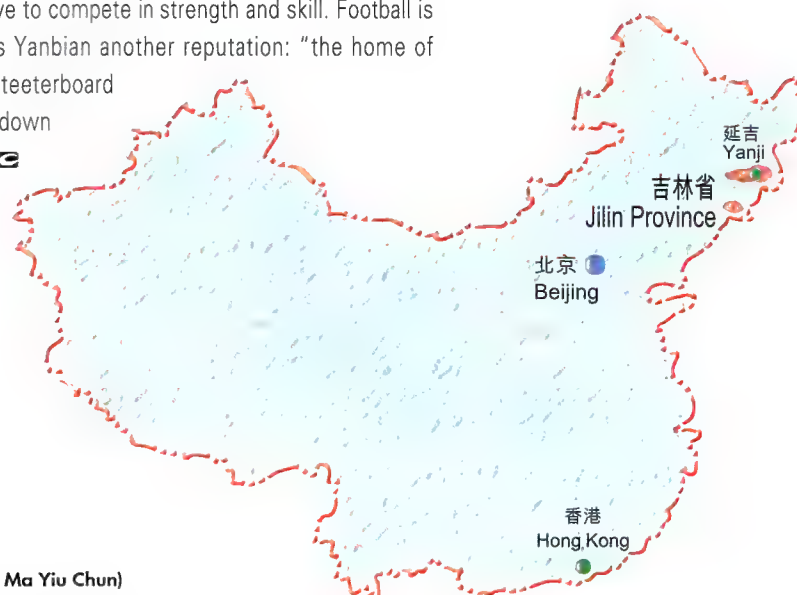 to compete in strength and skill. Football is
Yanbian another reputation: “the home of
teeterboard
down
延吉
Yanji
吉林省
Jilin Province
北京
Beijing
香港
Hong Kong
Ma Yiu Chun)